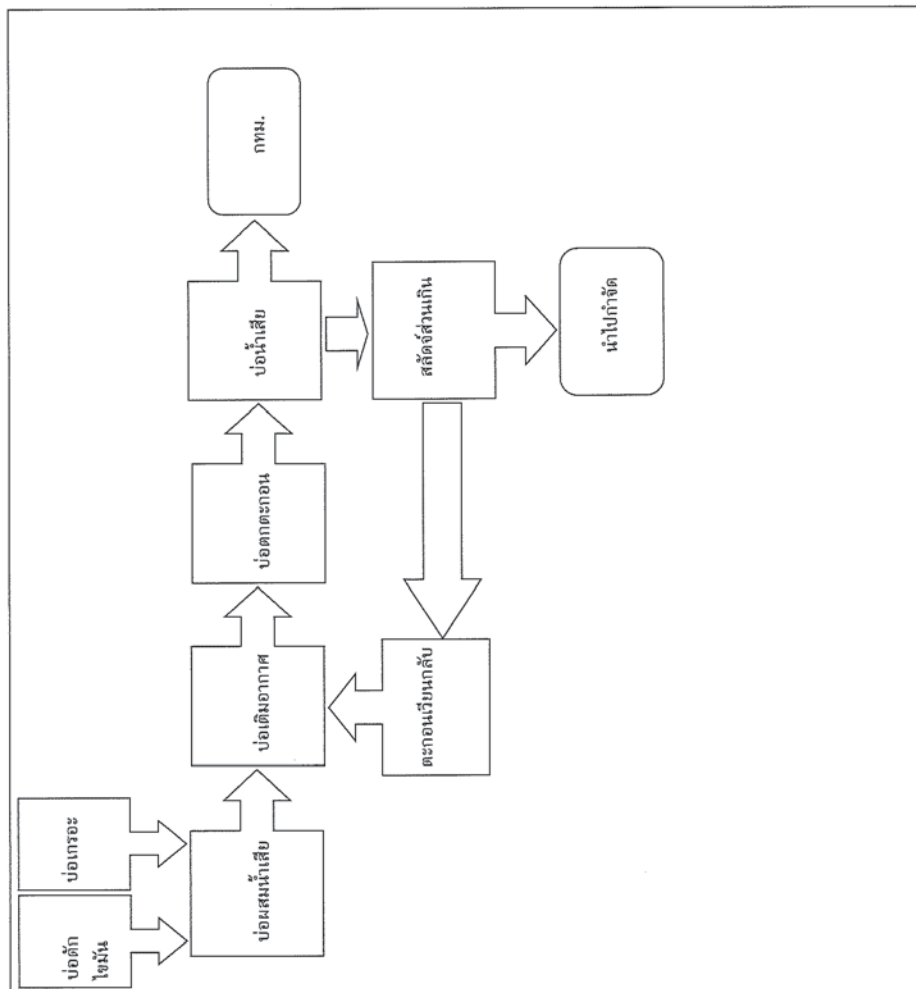 บ่อดัก
ไขมัน
บ่อเกรอะ
บ่อผสมน้ำเสีย
บ่อเติมอากาศ
บ่อตกตะกอน
บ่อน้ำเสีย
กทม.
ตะกอนเวียนกลับ
สลัดจ์ส่วนเกิน
นำไปกำจัด